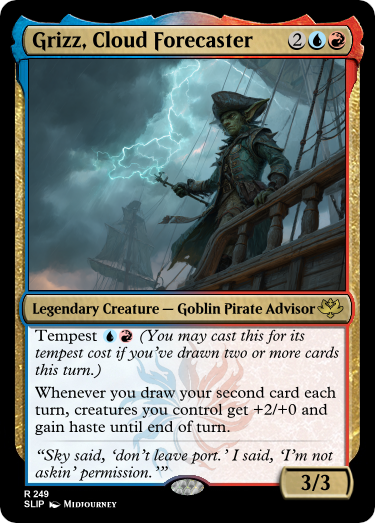 Grizz, Cloud Forecaster 2
Legendary Creature — Goblin Pirate Advisor
Tempest (You may cast this for its
tempest cost if you've drawn two or more cards
this turn.)
Whenever you draw your second card each
turn, creatures you control get +2/+0 and
gain haste until end of turn.
“Sky said, ‘don't leave port.’ I said, ‘I'm not
askin’ permission.’”
3/3
R 249
SLIP Midjourney